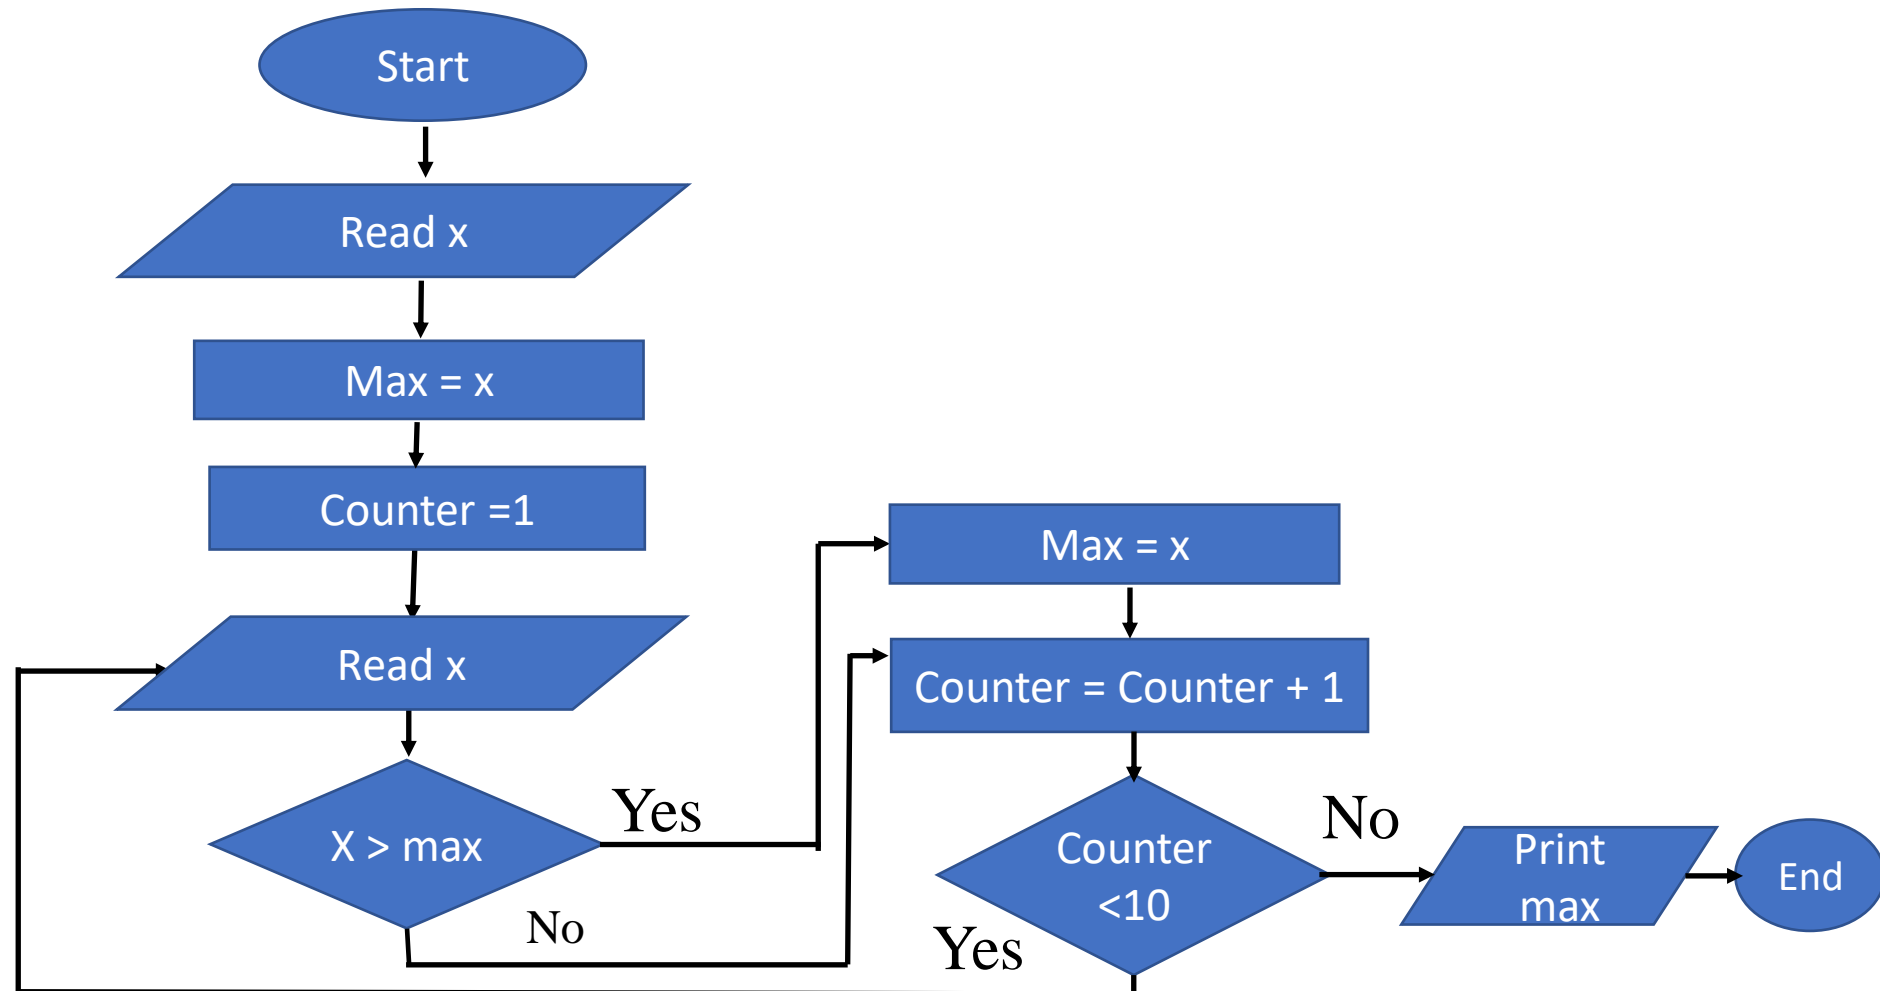 Start
Read x
Max = x
Counter =1
Read x
X > max
Yes
No
Max = x
Counter = Counter + 1
Counter
<10
Yes
No
Print
max
End